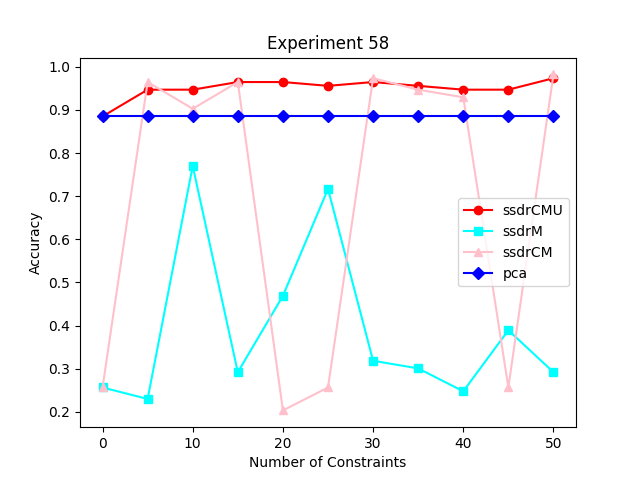 Experiment 58
Accuracy
1.0
0.9
0.8
0.7
0.6
0.5
0.4
0.3
0.2
ssdrCMU
ssdrM
ssdrCM
pca
0 10 20 30 40 50
Number of Constraints